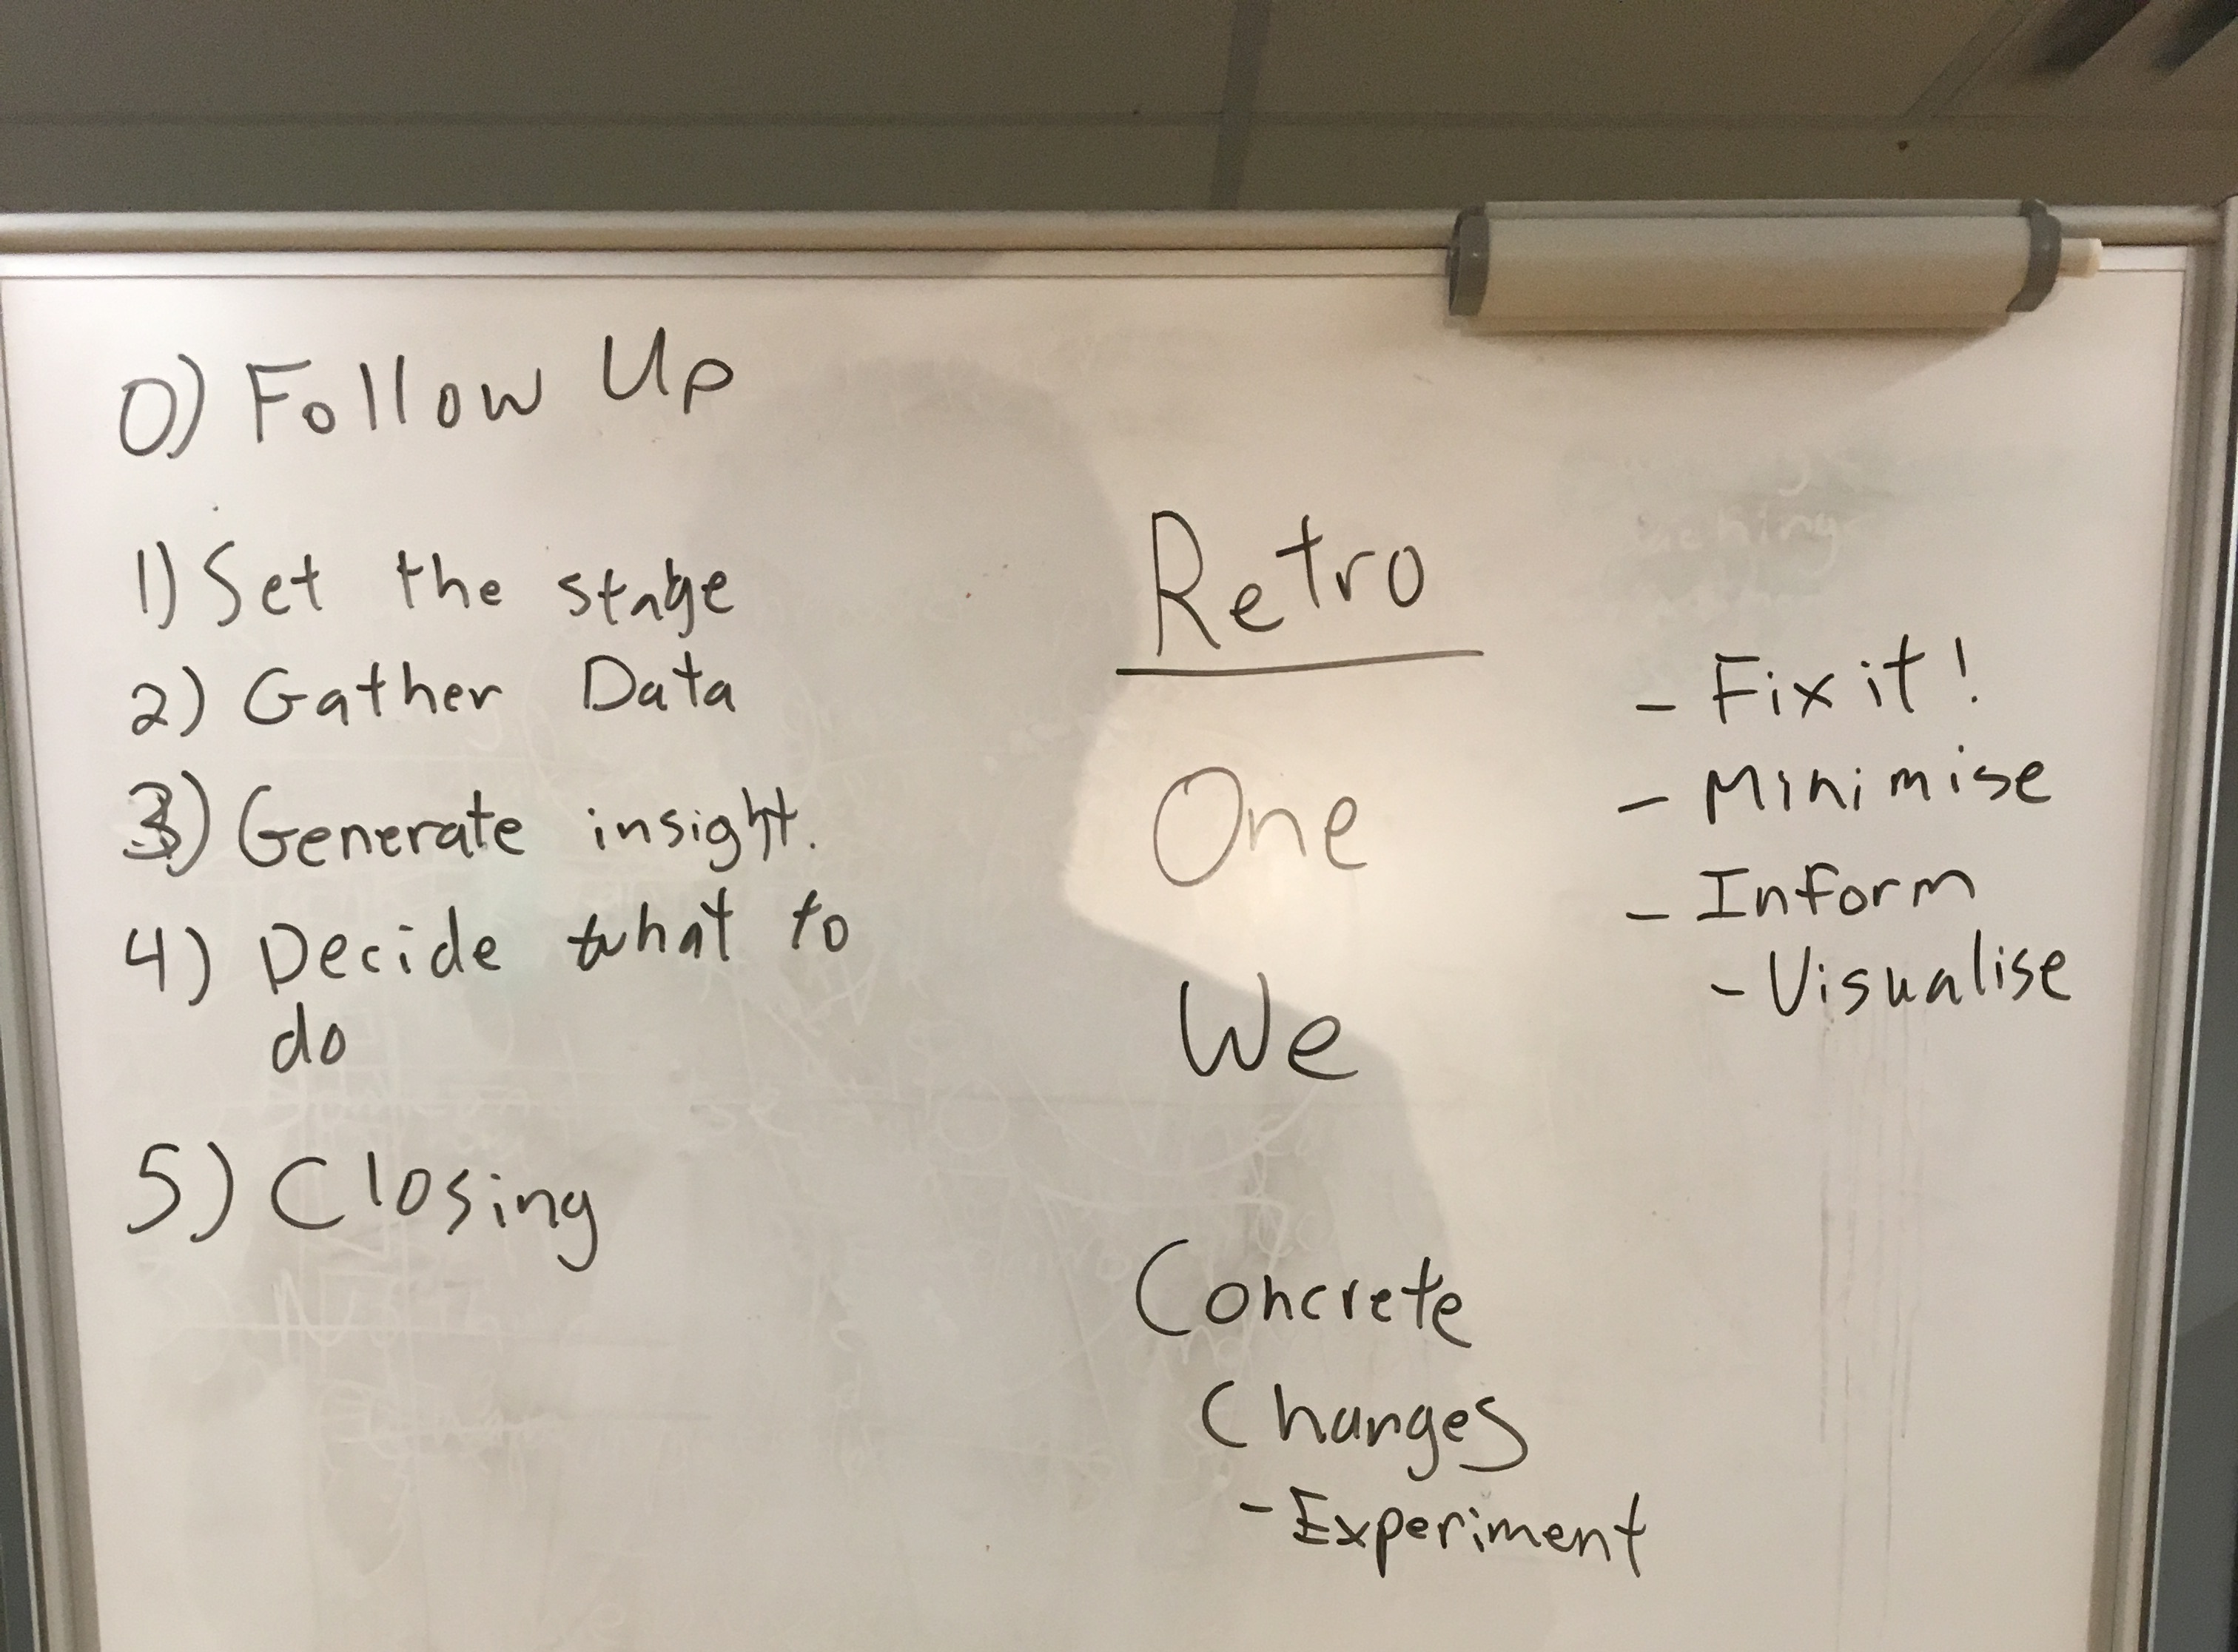 0) Follow Up
1) Set the stage
2) Gather Data
3) Generate insight.
4) Decide what to
do
5) Closing
Retro
One
We
Concrete
Changes
- Experiment
- Fix it!
- Minimise
- Inform
- Visualise